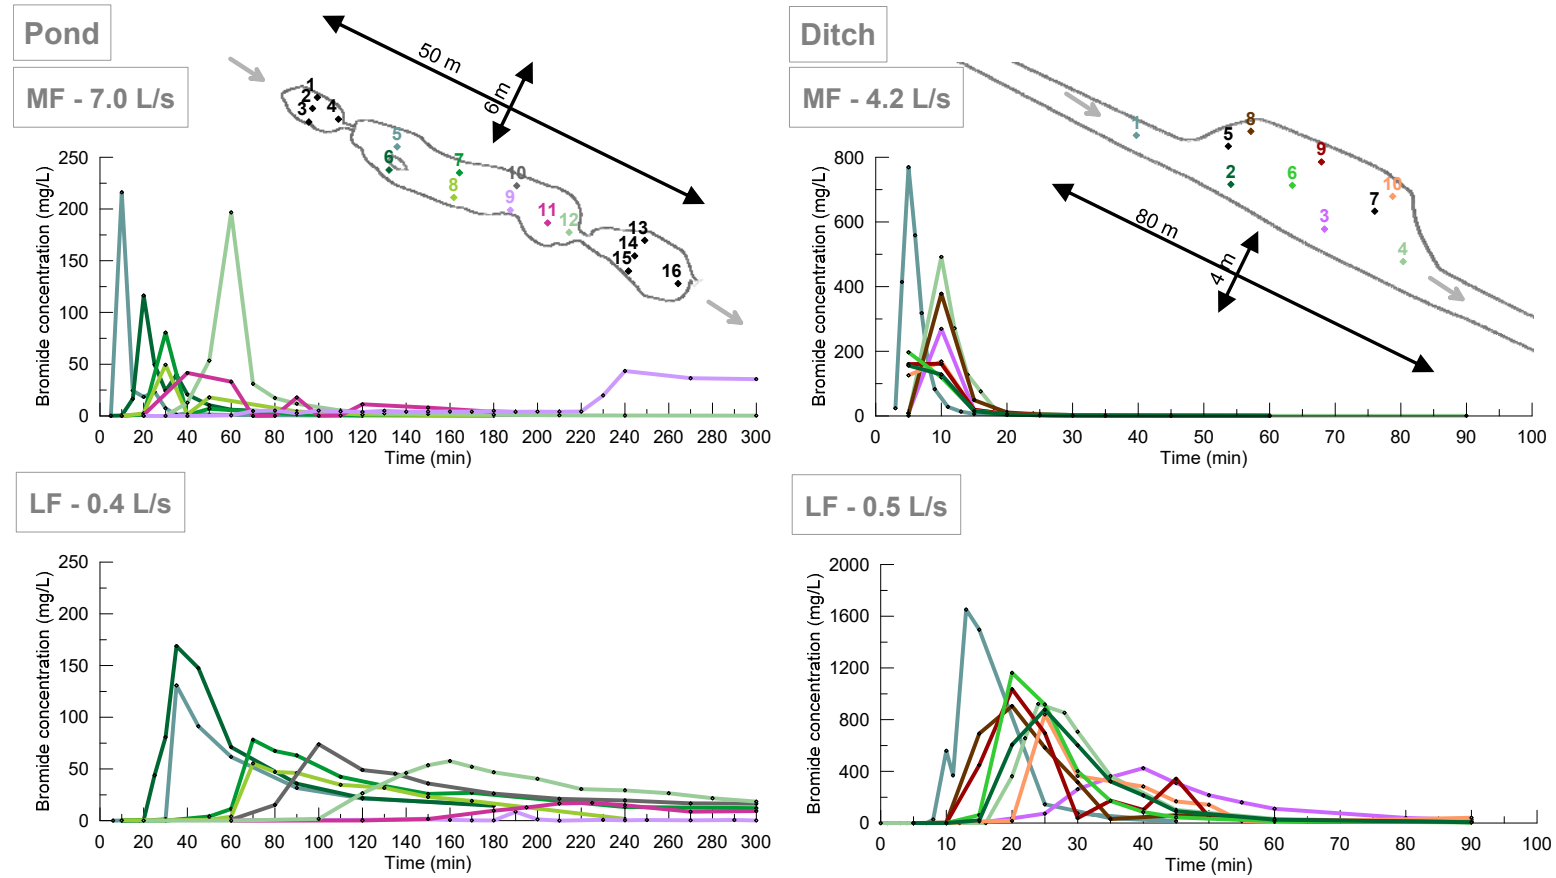 Pond
MF - 7.0 L/s
50 m
6 m
1
2
3
4
5
6
7
8
9
10
11
12
13
14
15
16
Bromide concentration (mg/L)
250
200
150
100
50
0
0 20 40 60 80 100 120 140 160 180 200 220 240 260 280 300
Time (min)
Ditch
MF - 4.2 L/s
80 m
4 m
1
8
5
9
2
6
10
7
3
4
Bromide concentration (mg/L)
800
600
400
200
0
0 10 20 30 40 50 60 70 80 90 100
Time (min)
LF - 0.4 L/s
Bromide concentration (mg/L)
250
200
150
100
50
0
0 20 40 60 80 100 120 140 160 180 200 220 240 260 280 300
Time (min)
LF - 0.5 L/s
Bromide concentration (mg/L)
2000
1600
1200
800
400
0
0 10 20 30 40 50 60 70 80 90 100
Time (min)